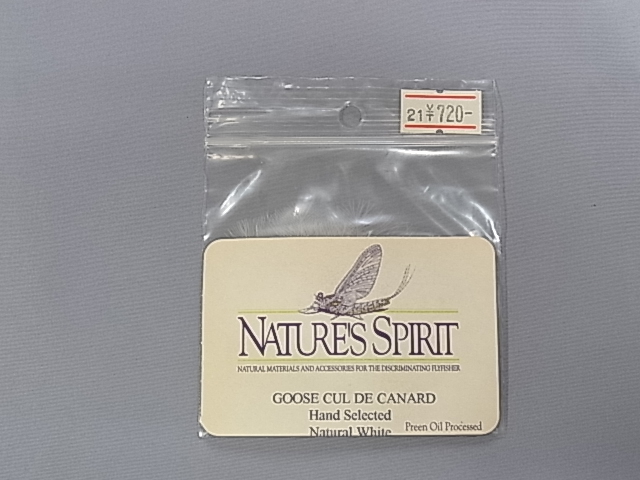 21 ¥720-
NATURE'S SPIRIT
NATURAL MATERIALS AND ACCESSORIES FOR THE DISCRIMINATING FLYFISHER
GOOSE CUL DE CANARD
Hand Selected
Natural White
Preen Oil Processed